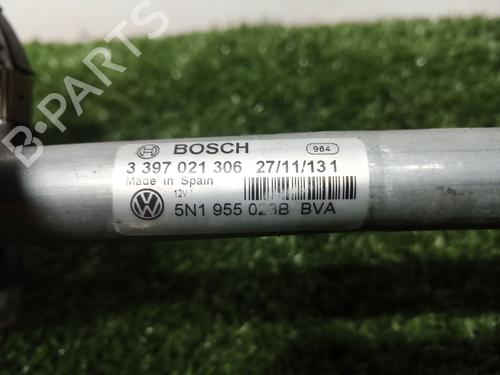 BOSCH 964
3 397 021 306 27/11/13 1
Made in Spain
12V
5N1 955 023B BVA
B-PARTS